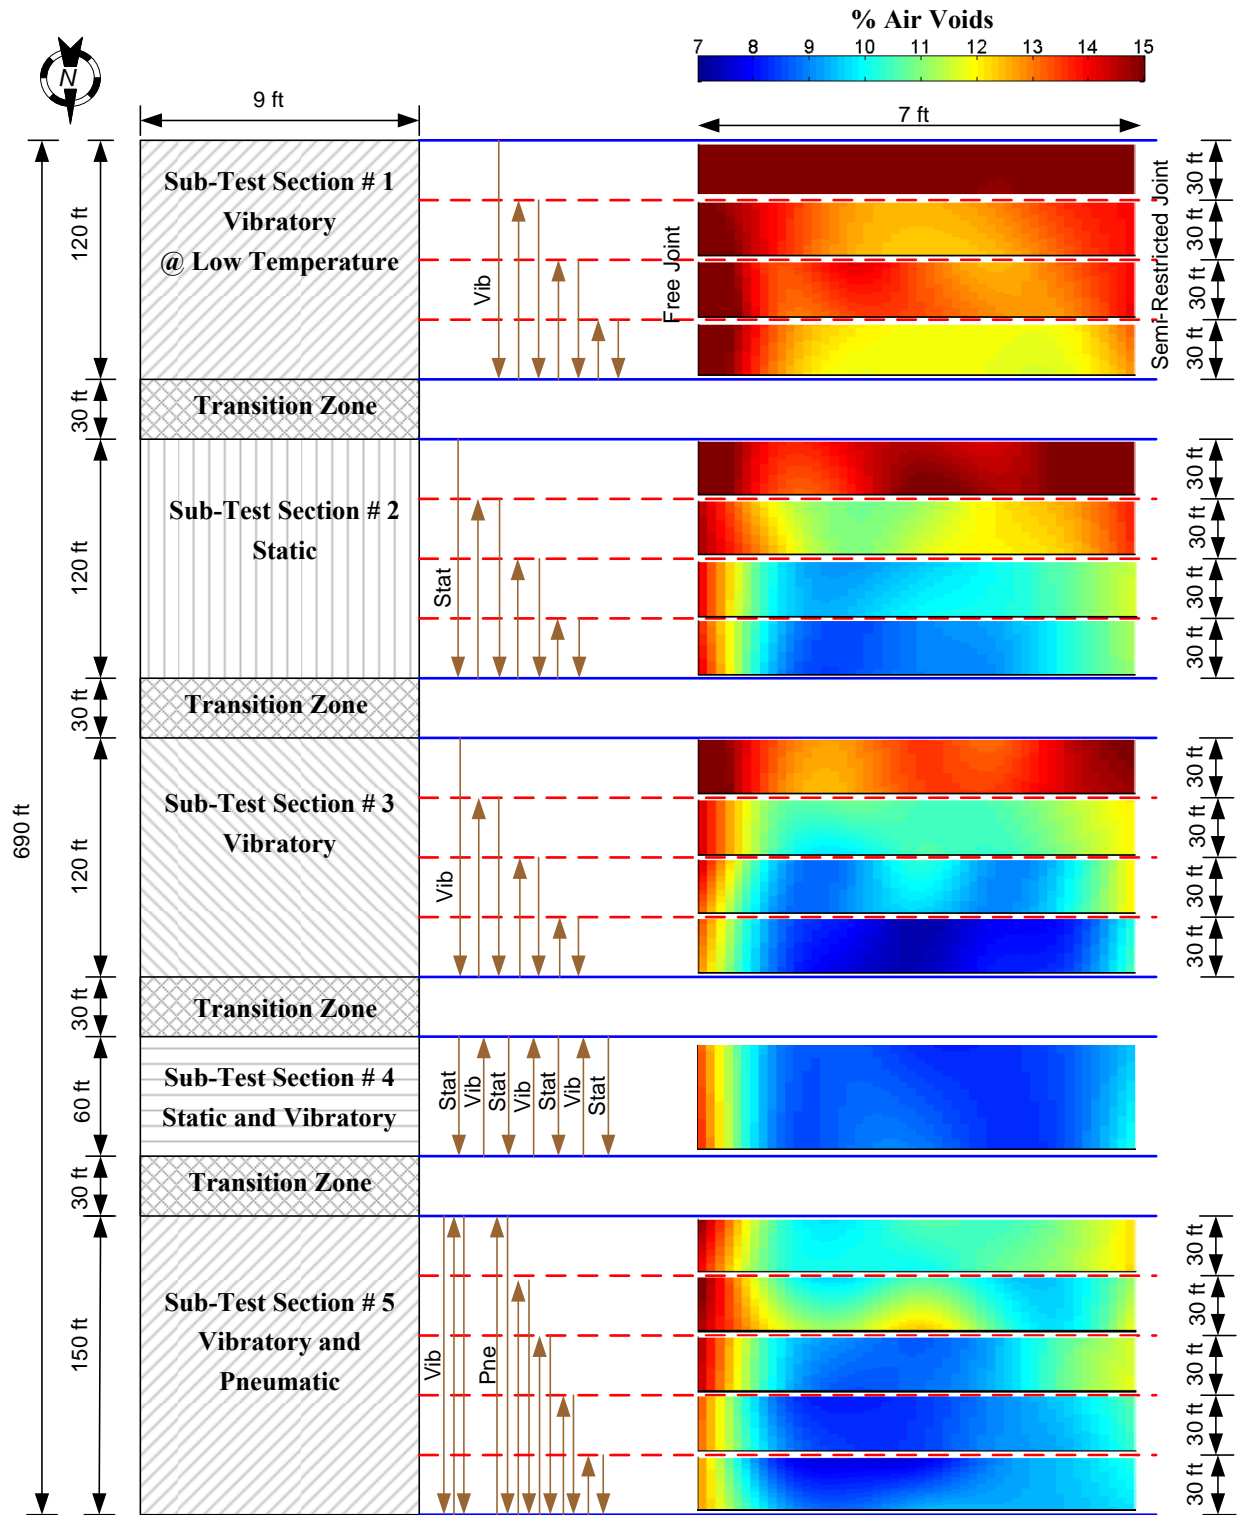 % Air Voids
7 8 9 10 11 12 13 14 15
N
9 ft
7 ft
690 ft
120 ft
Sub-Test Section # 1
Vibratory
@ Low Temperature
Vib
Free Joint
Semi-Restricted Joint
30 ft
30 ft
30 ft
30 ft
30 ft
Transition Zone
120 ft
Sub-Test Section # 2
Static
Stat
30 ft
30 ft
30 ft
30 ft
30 ft
Transition Zone
120 ft
Sub-Test Section # 3
Vibratory
Vib
30 ft
30 ft
30 ft
30 ft
30 ft
Transition Zone
60 ft
Sub-Test Section # 4
Static and Vibratory
Stat
Vib
Stat
Vib
Stat
Vib
Stat
30 ft
Transition Zone
150 ft
Sub-Test Section # 5
Vibratory and
Pneumatic
Vib
Pne
30 ft
30 ft
30 ft
30 ft
30 ft